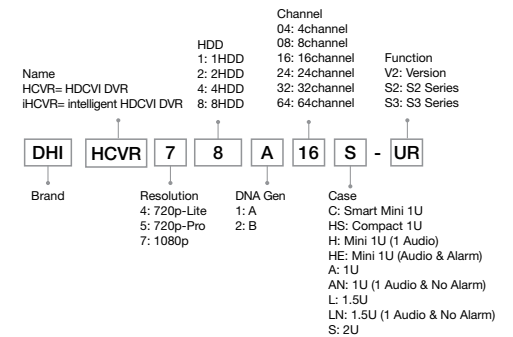 Channel
04: 4channel
08: 8channel
16: 16channel
24: 24channel
32: 32channel
64: 64channel
HDD
1: 1HDD
2: 2HDD
4: 4HDD
8: 8HDD
Function
V2: Version
S2: S2 Series
S3: S3 Series
Name
HCVR= HDCVI DVR
iHCVR= intelligent HDCVI DVR
DHI HCVR 7 8 A 16 S - UR
Brand
Resolution
4: 720p-Lite
5: 720p-Pro
7: 1080p
DNA Gen
1: A
2: B
Case
C: Smart Mini 1U
HS: Compact 1U
H: Mini 1U (1 Audio)
HE: Mini 1U (Audio & Alarm)
A: 1U
AN: 1U (1 Audio & No Alarm)
L: 1.5U
LN: 1.5U (1 Audio & No Alarm)
S: 2U